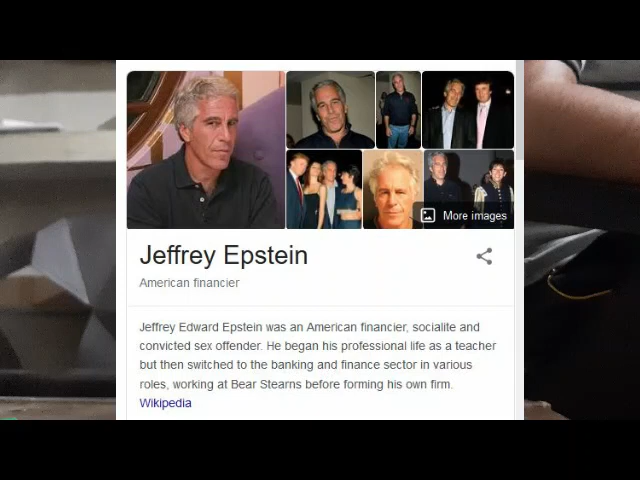 More images
Jeffrey Epstein
American financier
Jeffrey Edward Epstein was an American financier, socialite and
convicted sex offender. He began his professional life as a teacher
but then switched to the banking and finance sector in various
roles, working at Bear Stearns before forming his own firm.
Wikipedia